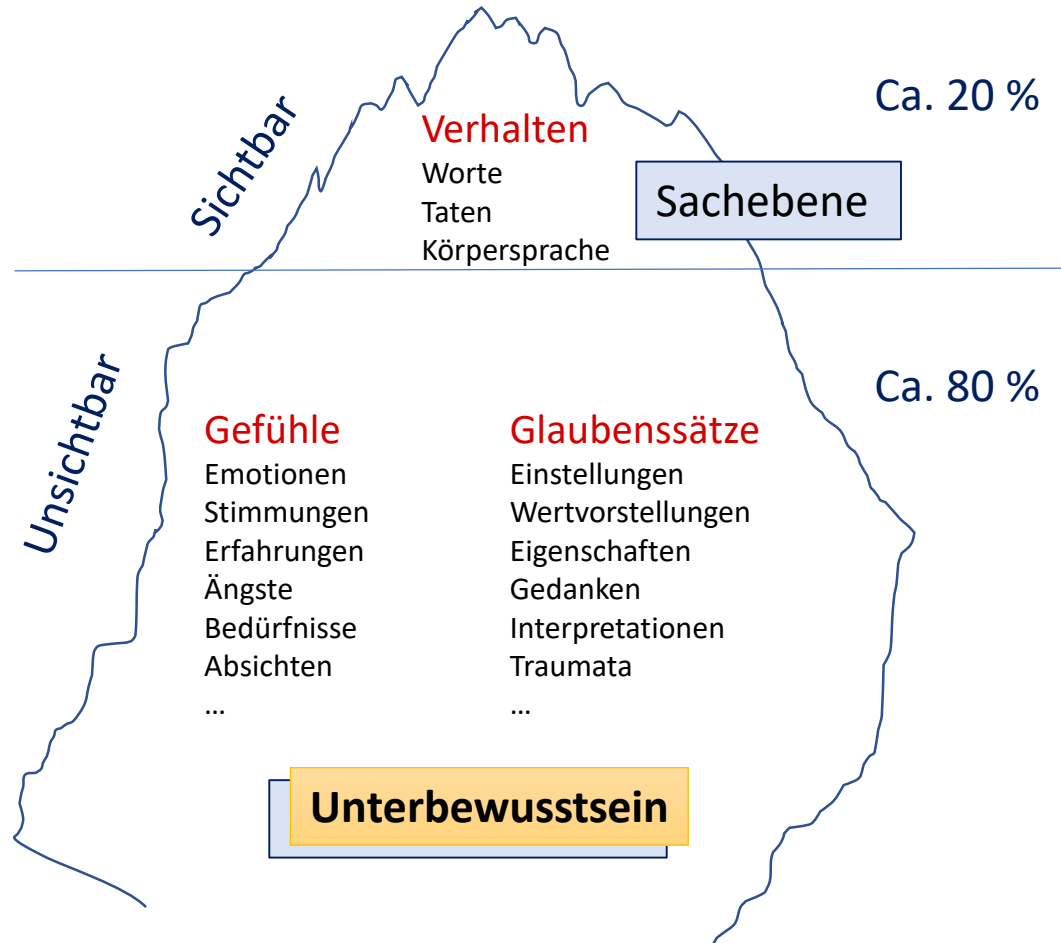 Ca. 20 %
Sichtbar
Verhalten
Worte
Taten
Körpersprache
Sachebene
Unsichtbar
Ca. 80 %
Gefühle
Emotionen
Stimmungen
Erfahrungen
Ängste
Bedürfnisse
Absichten
...
Glaubenssätze
Einstellungen
Wertvorstellungen
Eigenschaften
Gedanken
Interpretationen
Traumata
...
Unterbewusstsein